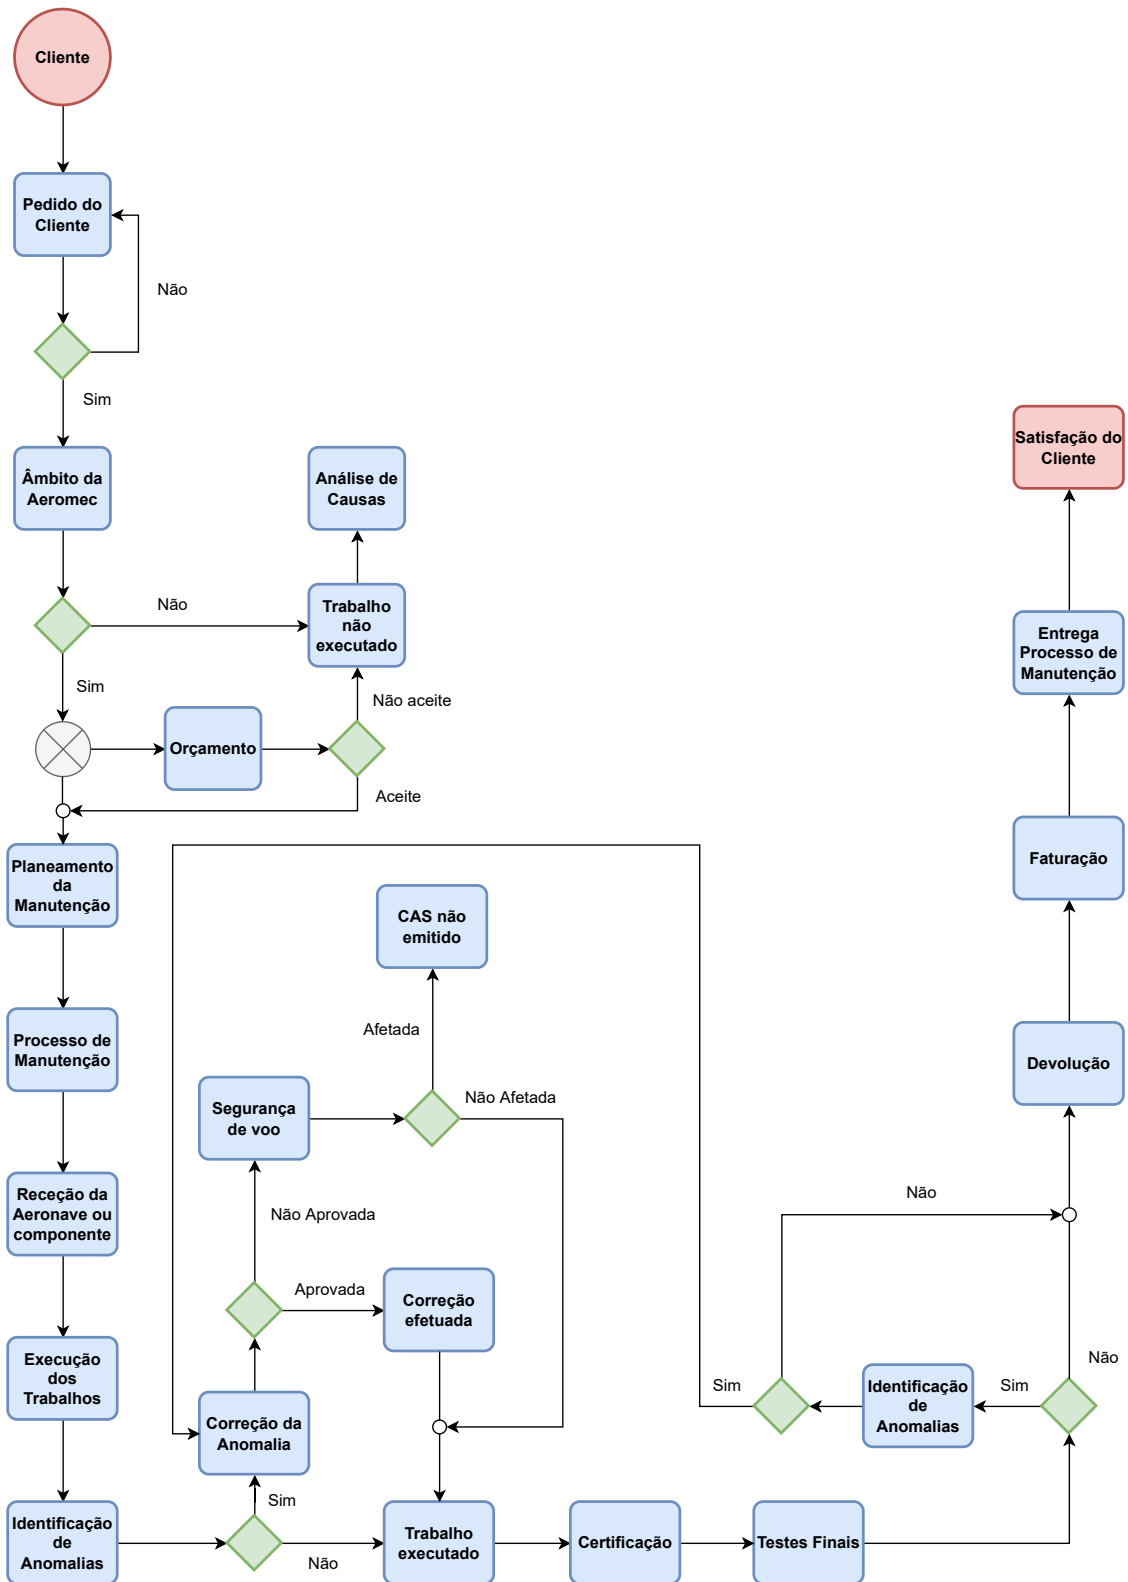 Cliente
Pedido do
Cliente
Não
Sim
Âmbito da
Aeromec
Análise de
Causas
Satisfação do
Cliente
Não
Trabalho
não
executado
Entrega
Processo de
Manutenção
Sim
Não aceite
Orçamento
Aceite
Planeamento
da
Manutenção
Faturação
CAS não
emitido
Afetada
Processo de
Manutenção
Devolução
Segurança
de voo
Não Afetada
Não
Receção da
Aeronave ou
componente
Não Aprovada
Aprovada
Correção
efetuada
Execução
dos
Trabalhos
Correção da
Anomalia
Sim
Identificação
de
Anomalias
Sim
Não
Sim
Identificação
de
Anomalias
Não
Trabalho
executado
Certificação
Testes Finais